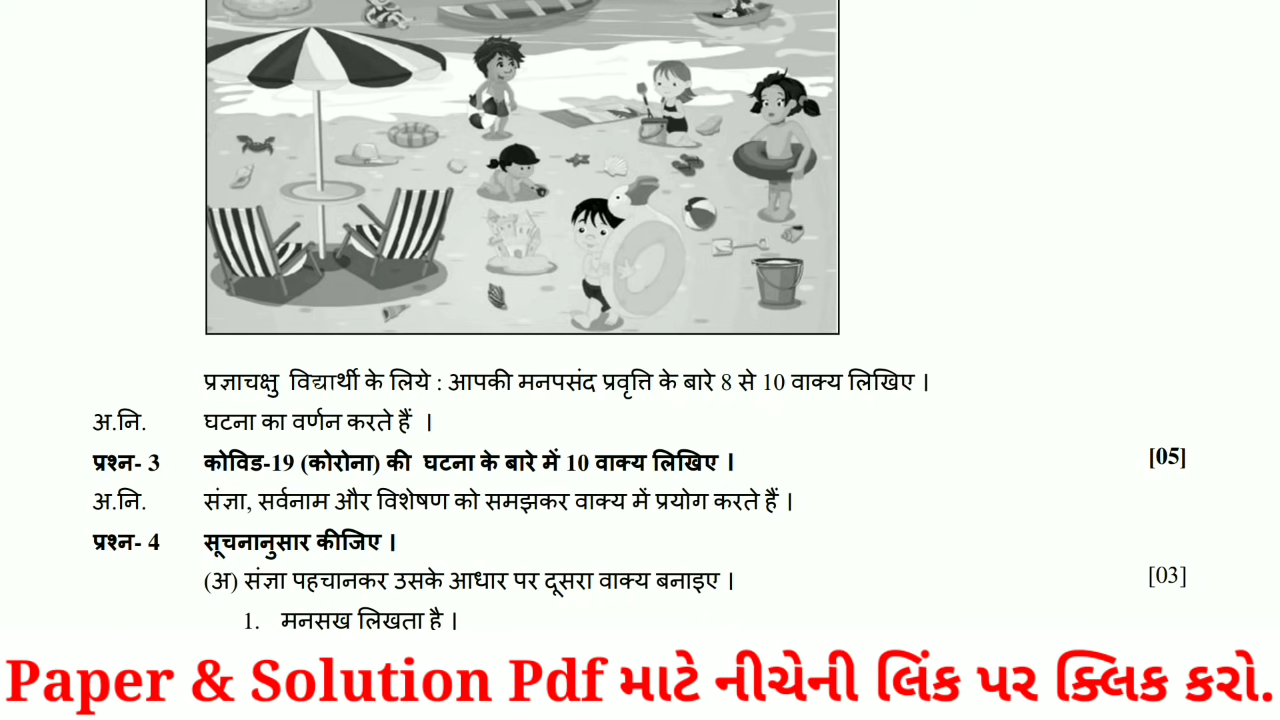 प्रज्ञाचक्षु विद्यार्थी के लिये : आपकी मनपसंद प्रवृत्ति के बारे 8 से 10 वाक्य लिखिए ।
अ.नि. घटना का वर्णन करते हैं ।
प्रश्न- 3 कोविड-19 (कोरोना) की घटना के बारे में 10 वाक्य लिखिए । [05]
अ.नि. संज्ञा, सर्वनाम और विशेषण को समझकर वाक्य में प्रयोग करते हैं ।
प्रश्न- 4 सूचनानुसार कीजिए ।
(अ) संज्ञा पहचानकर उसके आधार पर दूसरा वाक्य बनाइए । [03]
1. मनसुख लिखता है ।
Paper & Solution Pdf માટે નીચેની લિંક પર ક્લિક કરો.